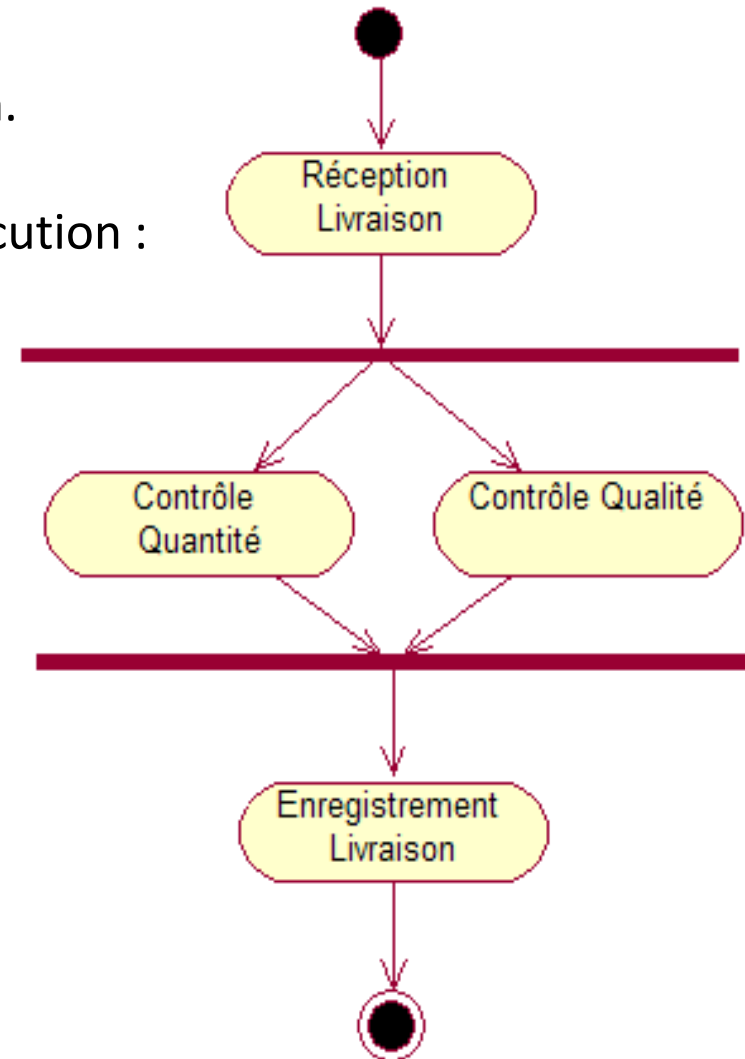 .
Réception
Livraison
:
Contrôle
Quantité
Contrôle Qualité
Enregistrement
Livraison